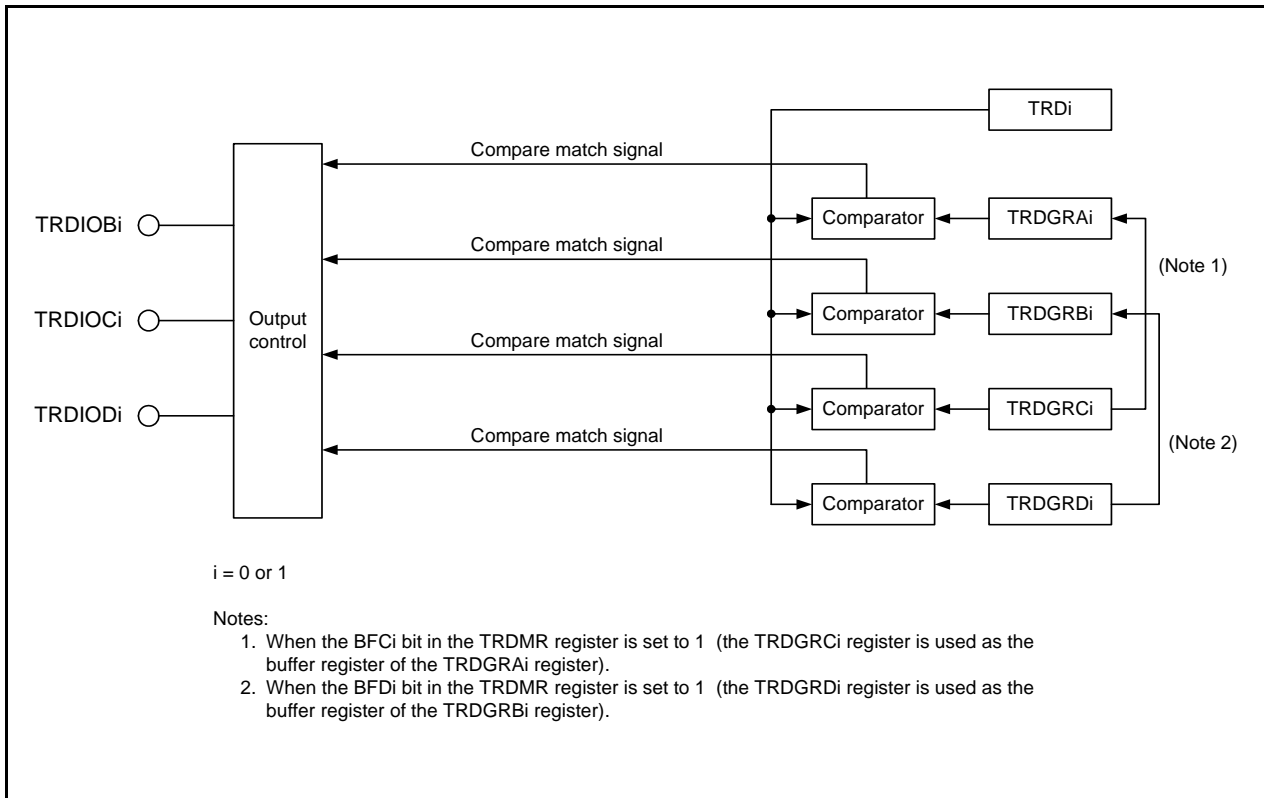 TRDi
Compare match signal
Comparator
TRDGRAi
TRDIOBi
Compare match signal
(Note 1)
Comparator
TRDGRBi
TRDIOCi
Output
control
Compare match signal
Comparator
TRDGRCi
TRDIODi
Compare match signal
(Note 2)
Comparator
TRDGRDi
i = 0 or 1
Notes:
1. When the BFCi bit in the TRDMR register is set to 1 (the TRDGRCi register is used as the
buffer register of the TRDGRAi register).
2. When the BFDi bit in the TRDMR register is set to 1 (the TRDGRDi register is used as the
buffer register of the TRDGRBi register).